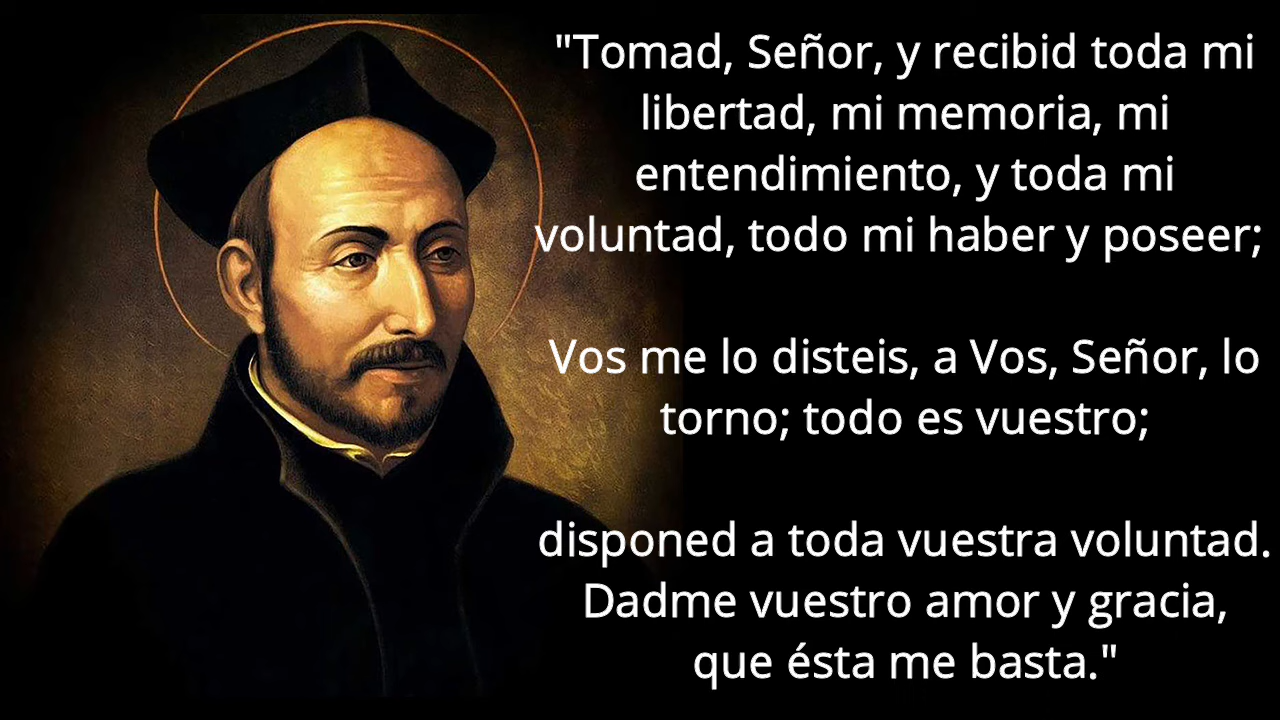 "Tomad, Señor, y recibid toda mi
libertad, mi memoria, mi
entendimiento, y toda mi
voluntad, todo mi haber y poseer;
Vos me lo disteis, a Vos, Señor, lo
torno; todo es vuestro;
disponed a toda vuestra voluntad.
Dadme vuestro amor y gracia,
que ésta me basta."